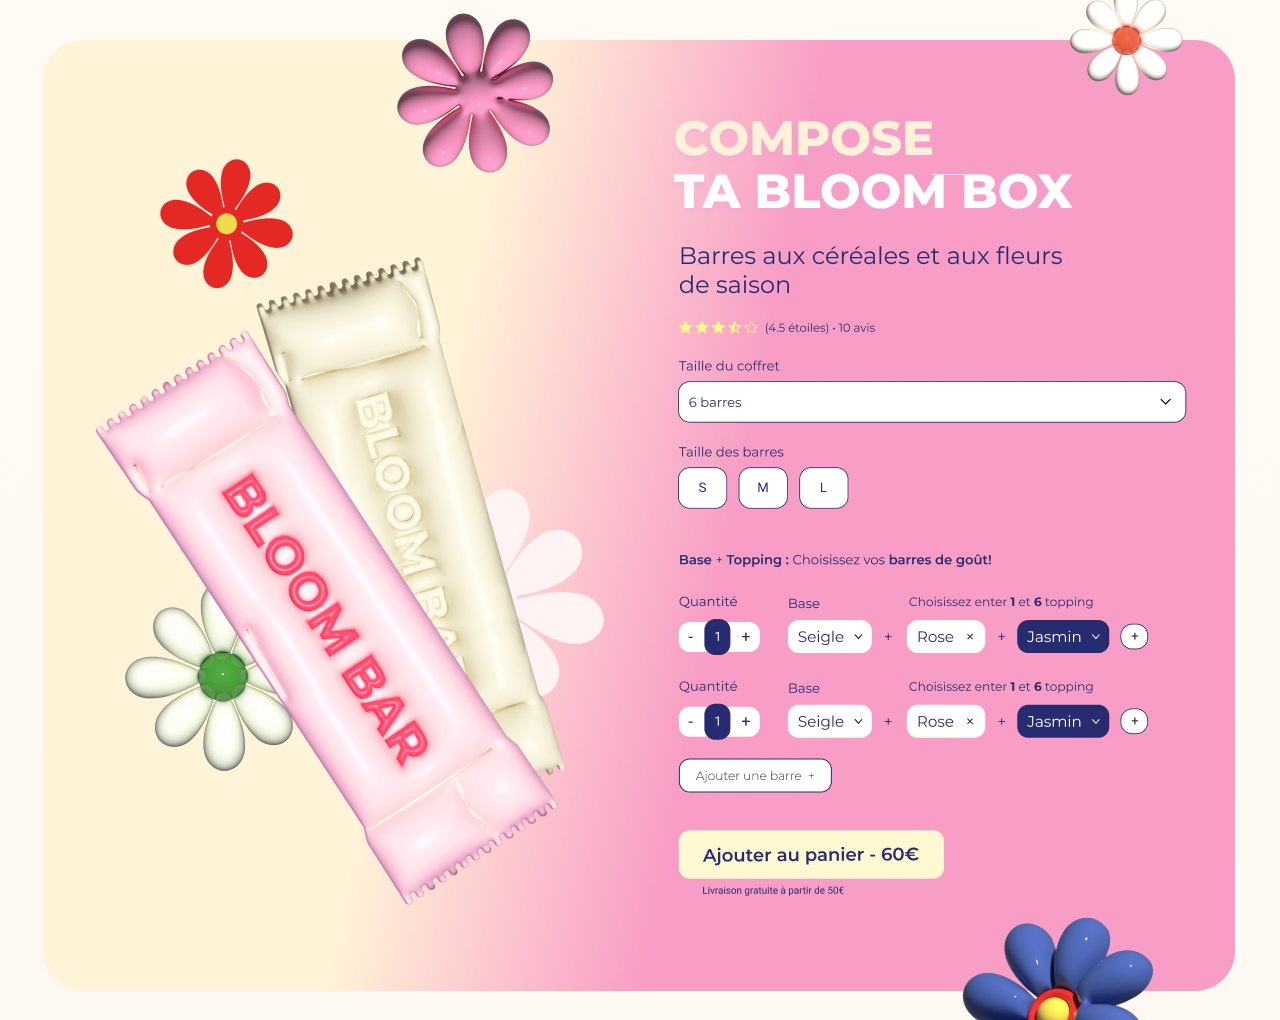 COMPOSE
TA BLOOM BOX
Barres aux céréales et aux fleurs
de saison
(4.5 étoiles) • 10 avis
Taille du coffret
6 barres
Taille des barres
S M L
Base + Topping : Choisissez vos barres de goût!
Quantité Base Choisissez enter 1 et 6 topping
- 1 + Seigle + Rose × + Jasmin +
Quantité Base Choisissez enter 1 et 6 topping
- 1 + Seigle + Rose × + Jasmin +
Ajouter une barre +
Ajouter au panier - 60€
Livraison gratuite à partir de 50€
BLOOM BAR
BLOOM BA